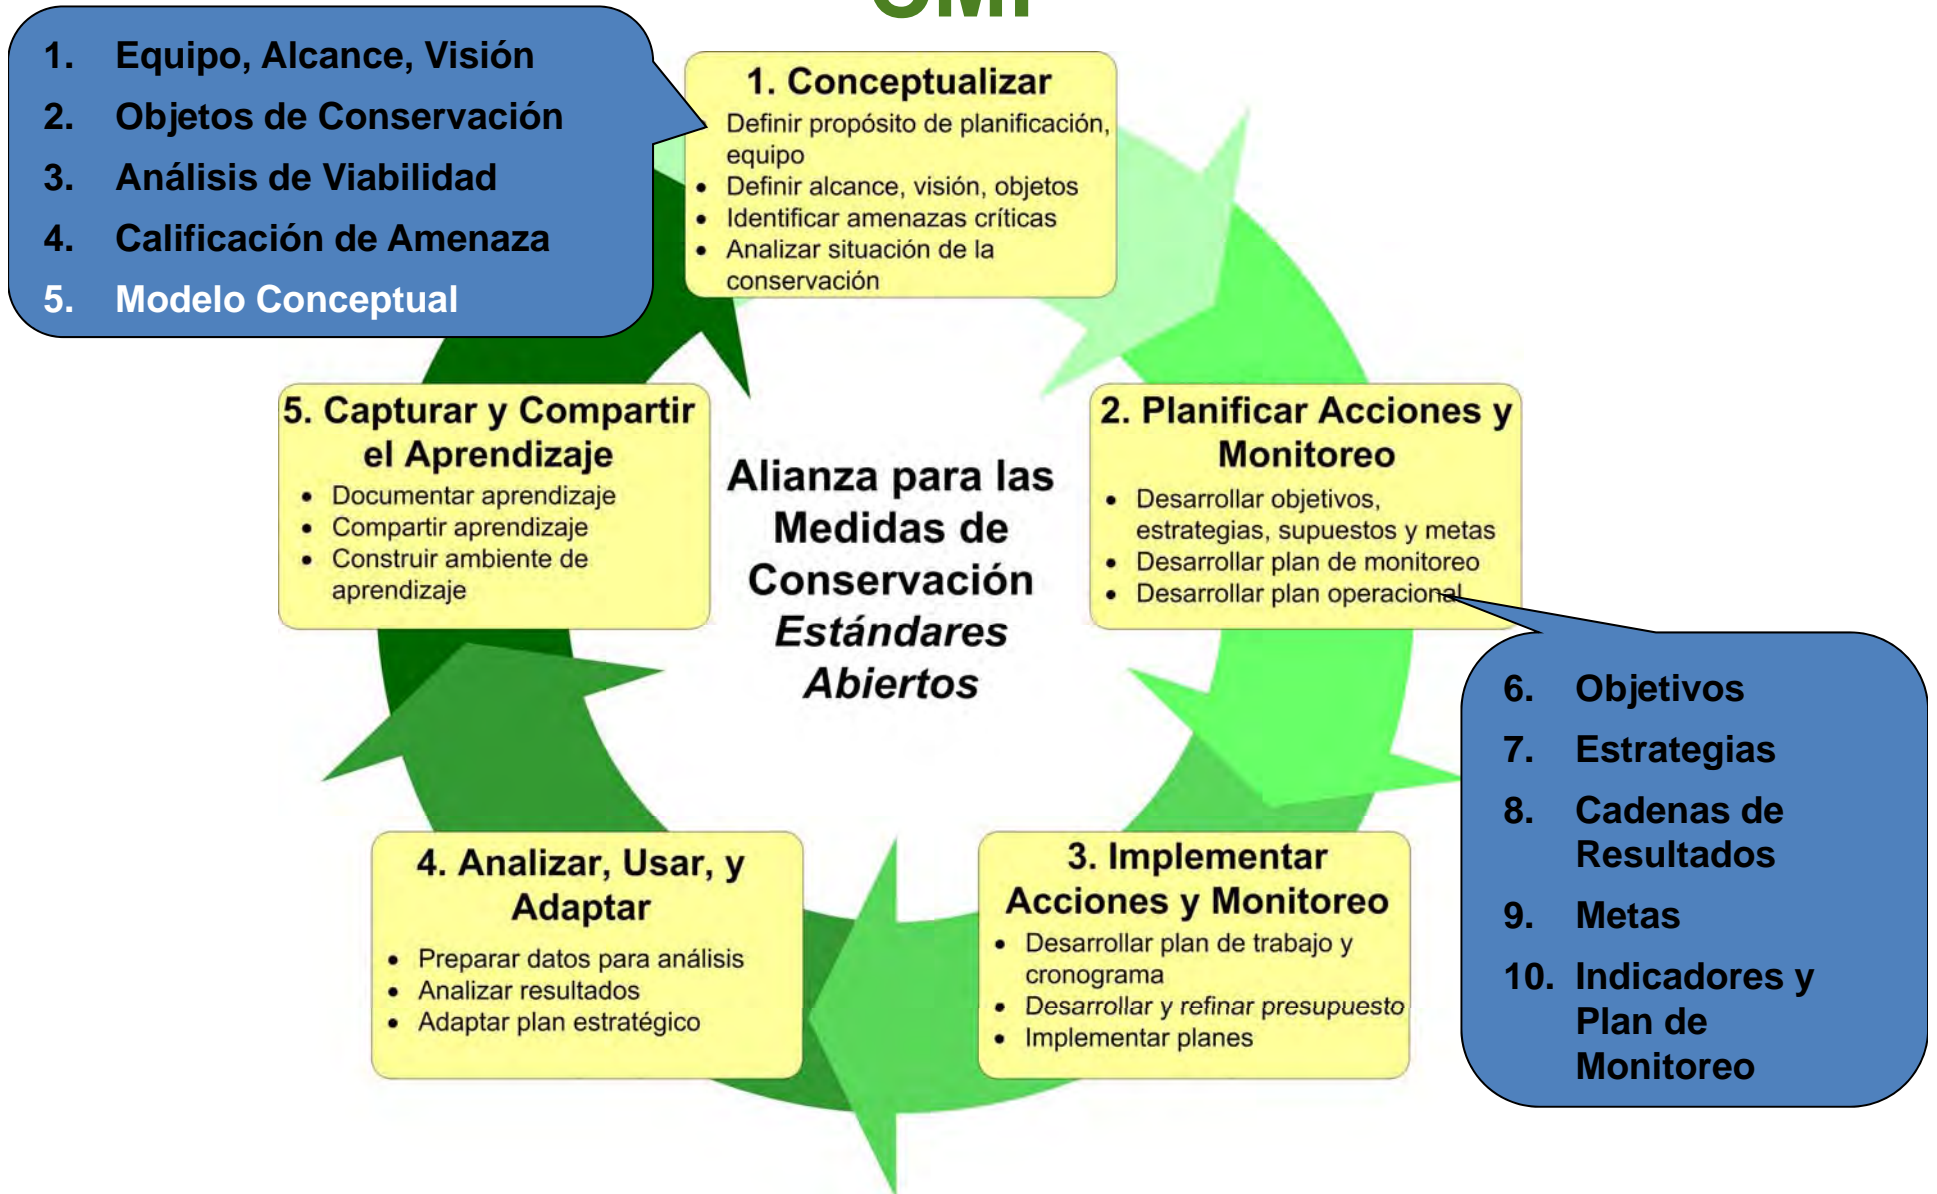 1. Equipo, Alcance, Visión
2. Objetos de Conservación
3. Análisis de Viabilidad
4. Calificación de Amenaza
5. Modelo Conceptual
1. Conceptualizar
Definir propósito de planificación,
equipo
• Definir alcance, visión, objetos
• Identificar amenazas críticas
• Analizar situación de la
conservación
2. Planificar Acciones y
Monitoreo
• Desarrollar objetivos,
estrategias, supuestos y metas
• Desarrollar plan de monitoreo
• Desarrollar plan operacional
6. Objetivos
7. Estrategias
8. Cadenas de
Resultados
9. Metas
10. Indicadores y
Plan de
Monitoreo
3. Implementar
Acciones y Monitoreo
• Desarrollar plan de trabajo y
cronograma
• Desarrollar y refinar presupuesto
• Implementar planes
4. Analizar, Usar, y
Adaptar
• Preparar datos para análisis
• Analizar resultados
• Adaptar plan estratégico
5. Capturar y Compartir
el Aprendizaje
• Documentar aprendizaje
• Compartir aprendizaje
• Construir ambiente de
aprendizaje
Alianza para las
Medidas de
Conservación
Estándares
Abiertos